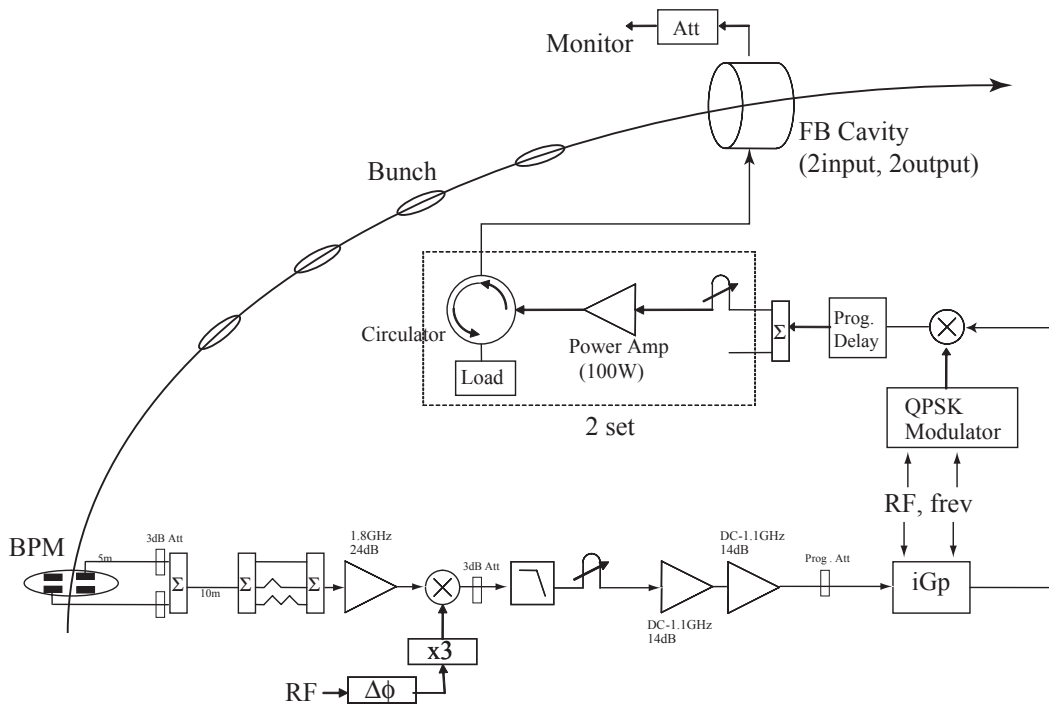 Monitor
Att
FB Cavity
(2input, 2output)
Bunch
Circulator
Load
Power Amp
(100W)
Σ
Prog.
Delay
2 set
QPSK
Modulator
RF, frev
BPM
5m
3dB Att
Σ
10m
Σ
Σ
1.8GHz
24dB
3dB Att
DC-1.1GHz
14dB
DC-1.1GHz
14dB
Prog. Att
iGp
x3
RF
Δϕ